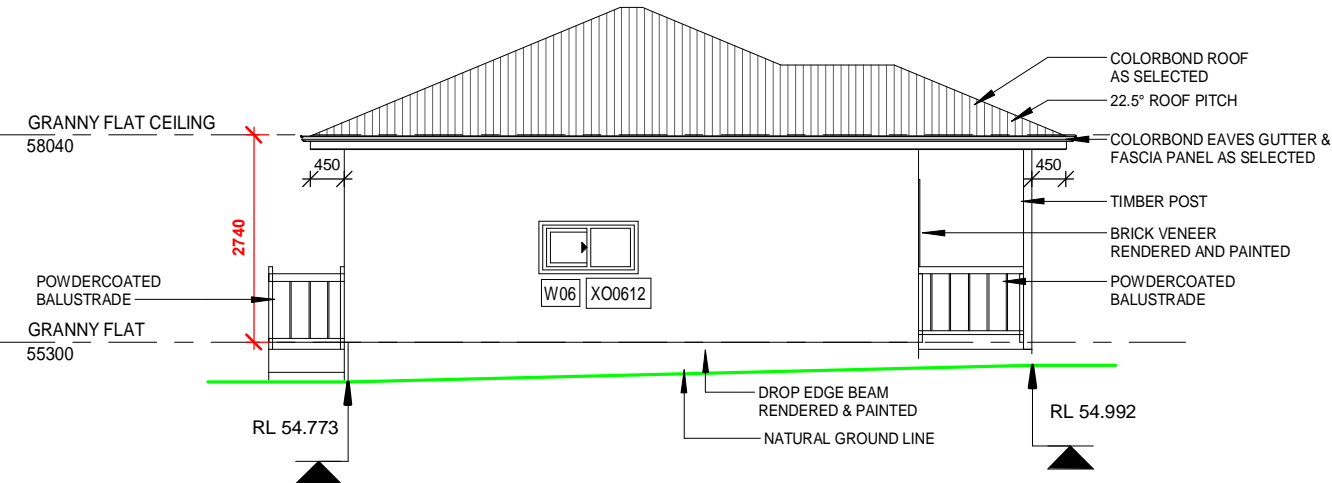 COLORBOND ROOF
AS SELECTED
22.5° ROOF PITCH
GRANNY FLAT CEILING
58040
COLORBOND EAVES GUTTER &
FASCIA PANEL AS SELECTED
450
450
TIMBER POST
2740
BRICK VENEER
RENDERED AND PAINTED
POWDERCOATED
BALUSTRADE
W06
XO0612
POWDERCOATED
BALUSTRADE
GRANNY FLAT
55300
DROP EDGE BEAM
RENDERED & PAINTED
RL 54.773
RL 54.992
NATURAL GROUND LINE